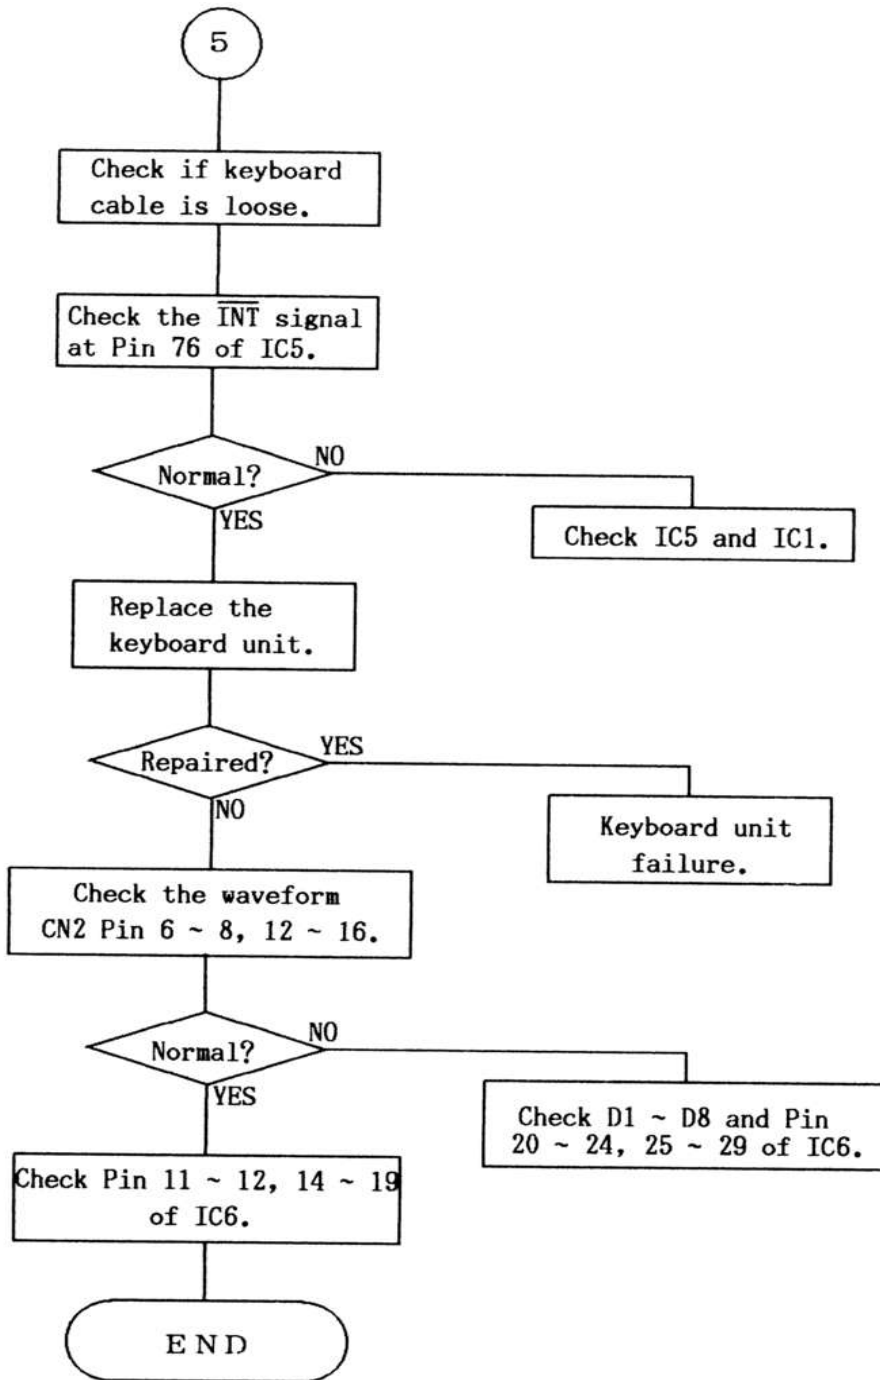 5
Check if keyboard
cable is loose.
Check the I̅N̅T̅ signal
at Pin 76 of IC5.
Normal?
NO
YES
Check IC5 and IC1.
Replace the
keyboard unit.
Repaired?
YES
NO
Keyboard unit
failure.
Check the waveform
CN2 Pin 6 ~ 8, 12 ~ 16.
Normal?
NO
YES
Check D1 ~ D8 and Pin
20 ~ 24, 25 ~ 29 of IC6.
Check Pin 11 ~ 12, 14 ~ 19
of IC6.
END